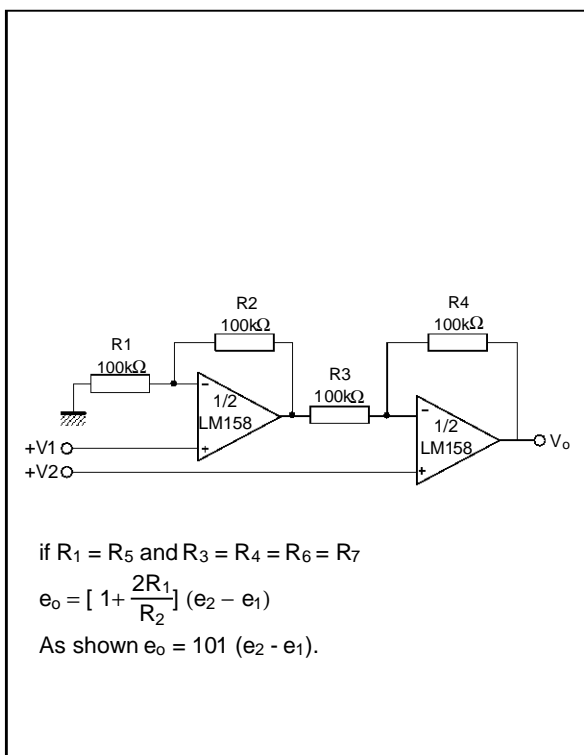 R2
100kΩ
R4
100kΩ
R1
100kΩ
R3
100kΩ
1/2
LM158
1/2
LM158
+V1
+V2
Vo
if R1 = R5 and R3 = R4 = R6 = R7
eo = [ 1+ 2R1/R2 ] (e2 – e1)
As shown eo = 101 (e2 - e1).